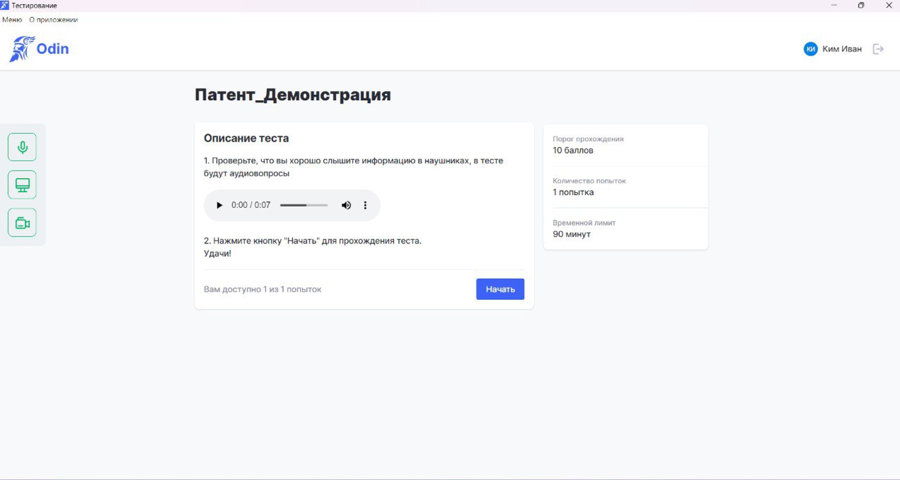 Тестирование
Меню О приложении
Odin
КИ Ким Иван
Патент_Демонстрация
Описание теста
1. Проверьте, что вы хорошо слышите информацию в наушниках, в тесте
будут аудиовопросы
0:00 / 0:07
2. Нажмите кнопку "Начать" для прохождения теста.
Удачи!
Вам доступно 1 из 1 попыток
Начать
Порог прохождения
10 баллов
Количество попыток
1 попытка
Временной лимит
90 минут